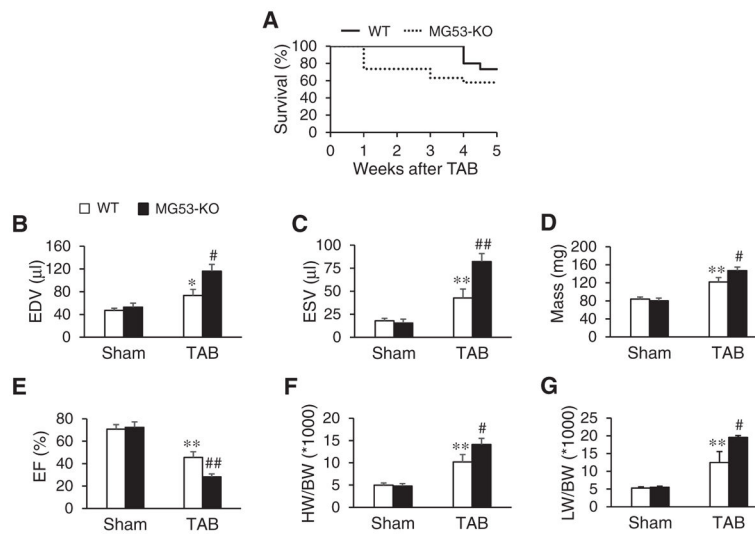 A
WT MG53-KO
Survival (%)
100
80
60
40
20
0
0 1 2 3 4 5
Weeks after TAB
WT MG53-KO
B
EDV (µl)
160
120
80
40
0
*
#
Sham TAB
C
ESV (µl)
100
75
50
25
0
**
##
Sham TAB
D
Mass (mg)
200
160
120
80
40
0
**
#
Sham TAB
E
EF (%)
80
60
40
20
0
**
##
Sham TAB
F
HW/BW (*1000)
20
15
10
5
0
**
#
Sham TAB
G
LW/BW (*1000)
25
20
15
10
5
0
**
#
Sham TAB